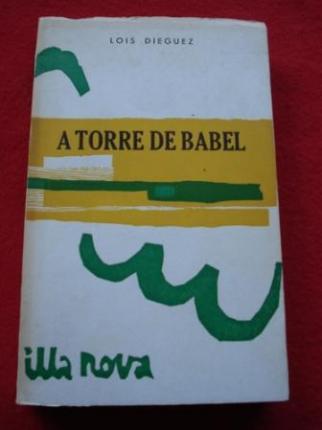 LOIS DIEGUEZ
A TORRE DE BABEL
illa nova